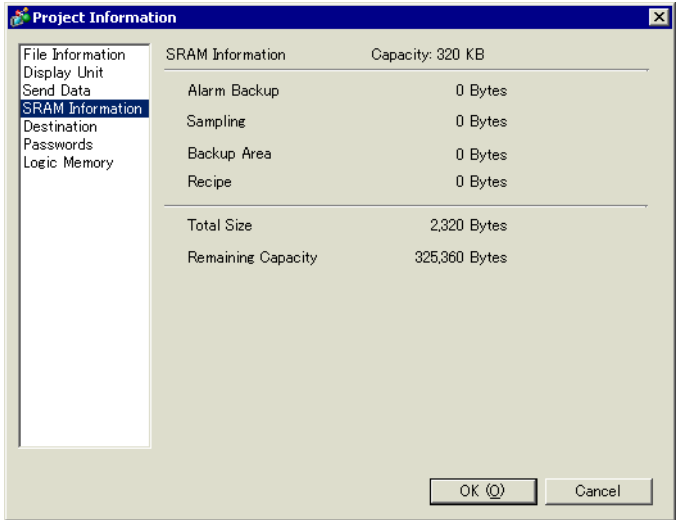 Project Information
File Information
Display Unit
Send Data
SRAM Information
Destination
Passwords
Logic Memory
SRAM Information Capacity: 320 KB
Alarm Backup 0 Bytes
Sampling 0 Bytes
Backup Area 0 Bytes
Recipe 0 Bytes
Total Size 2,320 Bytes
Remaining Capacity 325,360 Bytes
OK (O) Cancel